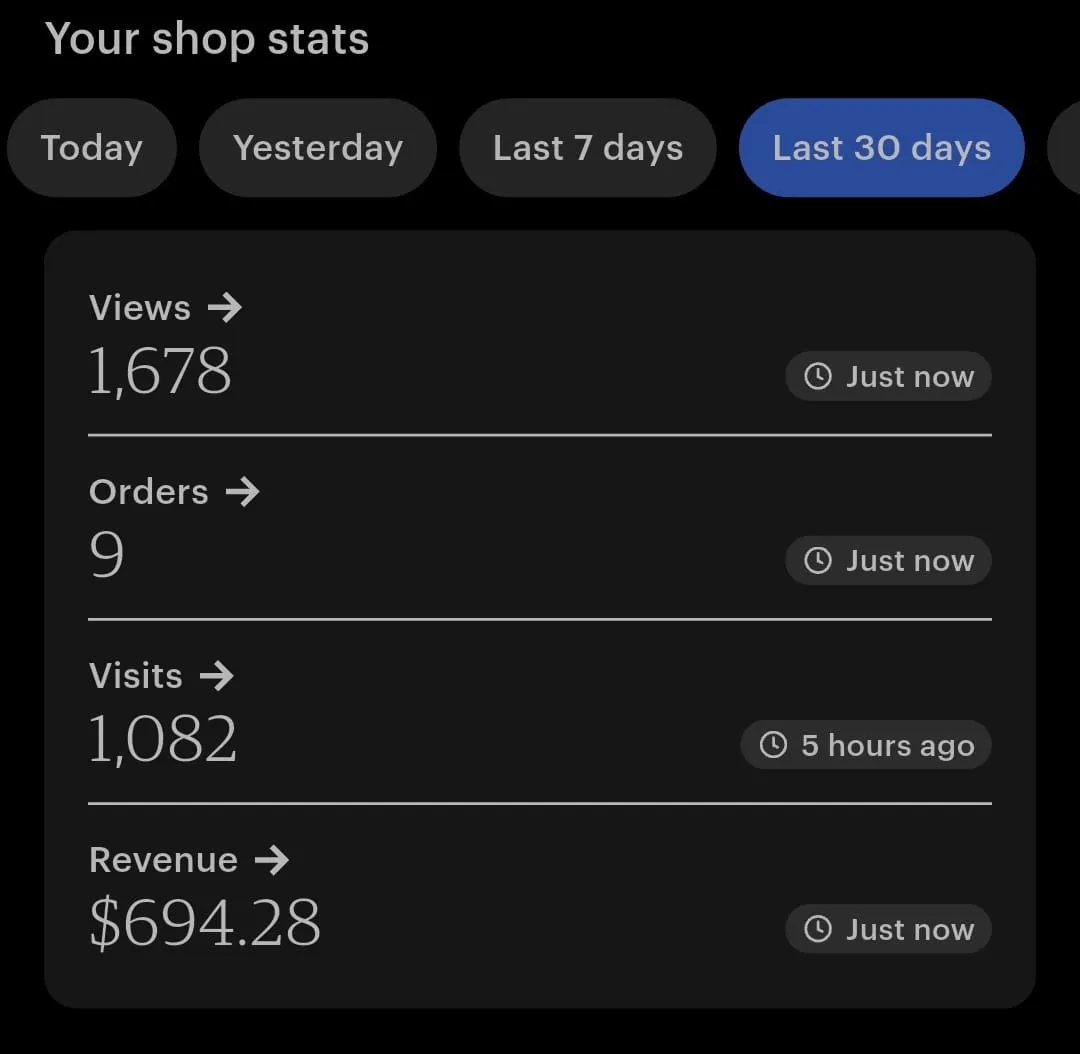 Your shop stats
Today Yesterday Last 7 days Last 30 days
Views →
1,678
Just now
Orders →
9
Just now
Visits →
1,082
5 hours ago
Revenue →
$694.28
Just now